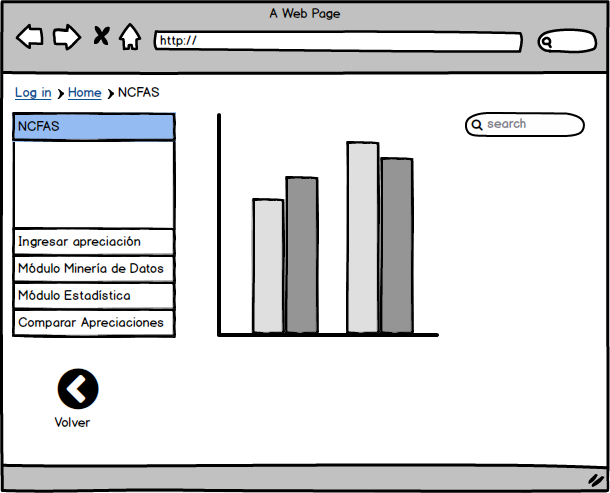 A Web Page
http://
Log in Home NCFAS
NCFAS
search
Ingresar apreciación
Módulo Minería de Datos
Módulo Estadística
Comparar Apreciaciones
Volver